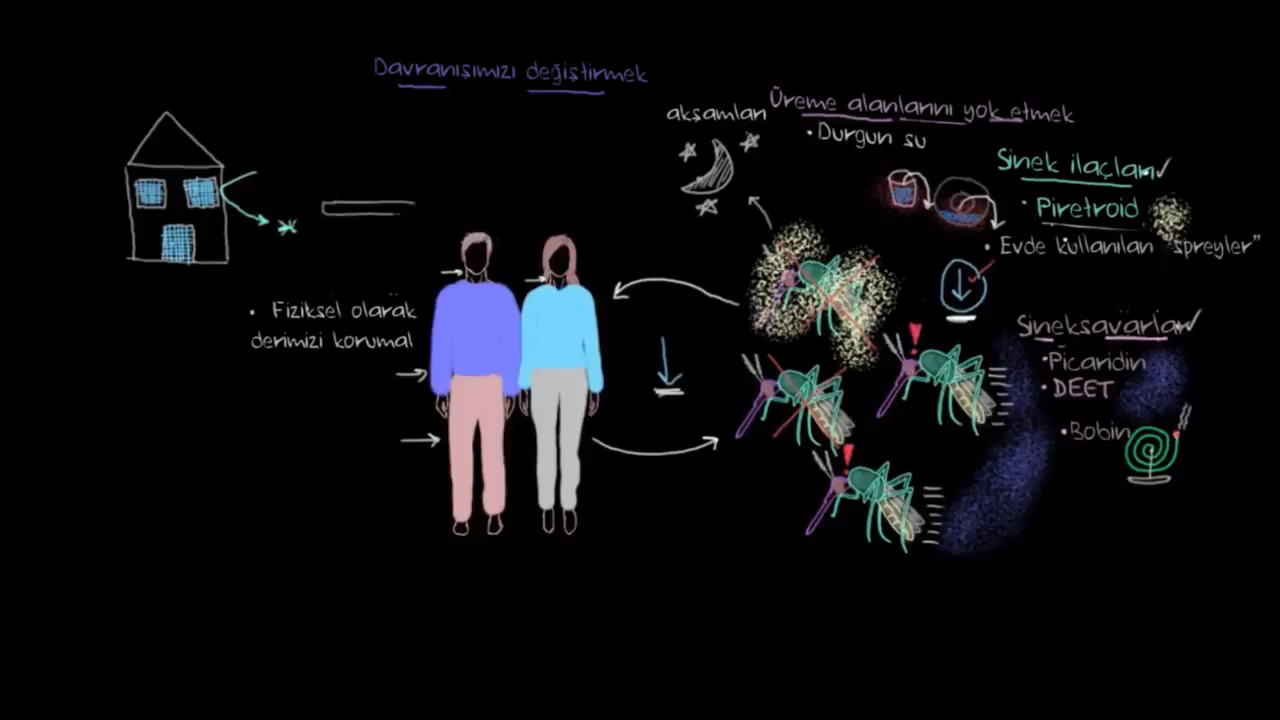 Davranışımızı değiştirmek
akşamları
Üreme alanlarını yok etmek
• Durgun su
Sinek ilaçları
• Piretroid
• Evde kullanılan "spreyler"
• Fiziksel olarak
derimizi korumal
Sineksavarlar
• Picaridin
• DEET
• Bobin